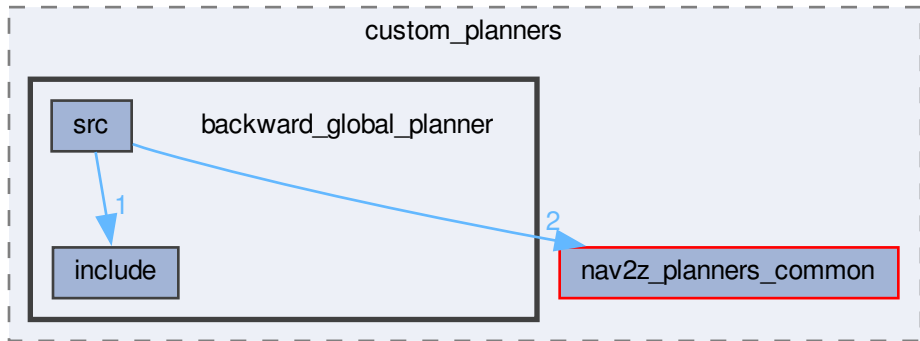 custom_planners
src
backward_global_planner
1
2
include
nav2z_planners_common